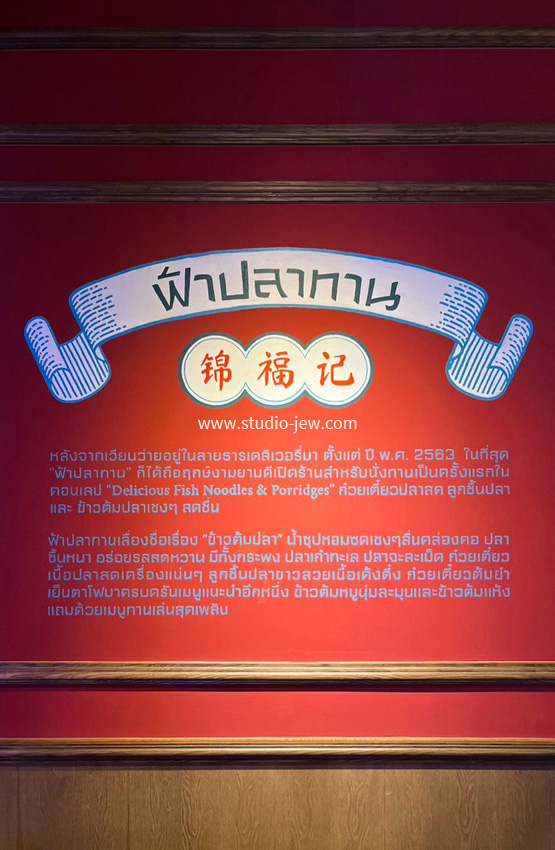 ฟ้าปลาทาน
锦福记
www.studio-jew.com
หลังจากเวียนว่ายอยู่ในสายธารเดลิเวอรี่มา ตั้งแต่ ปี พ.ศ. 2563 ในที่สุด
"ฟ้าปลาทาน" ก็ได้ถือฤกษ์งามยามดีเปิดร้านสำหรับนั่งทานเป็นครั้งแรกใน
คอนเสป "Delicious Fish Noodles & Porridges" ก๋วยเตี๋ยวปลาสด ลูกชิ้นปลา
และ ข้าวต้มปลาเซงๆ สดชื่น
ฟ้าปลาทานเลื่องชื่อเรื่อง "ข้าวต้มปลา" น้ำซุปหอมซดเซงๆลื่นคล่องคอ ปลา
ชิ้นหนา อร่อยรสสดหวาน มีทั้งกระพง ปลาเก๋าทะเล ปลาจะละเม็ด ก๋วยเตี๋ยว
เนื้อปลาสดเครื่องแน่นๆ ลูกชิ้นปลาขาวสวยเนื้อเด้งดึ๋ง ก๋วยเตี๋ยวต้มยำ
เย็นตาโฟมาครบครันเมนูแนะนำอีกหนึ่ง ข้าวต้มหมูนุ่มละมุนและข้าวต้มแห้ง
แถมด้วยเมนูทานเล่นสุดเพลิน